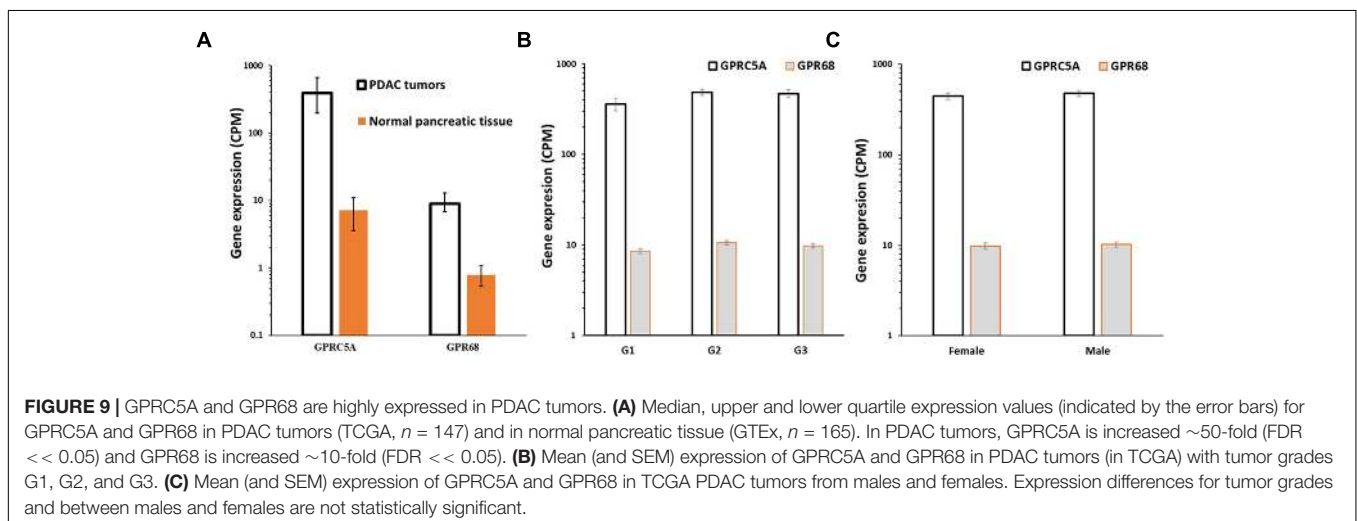 A
Gene expression (CPM)
1000
100
10
1
0.1
PDAC tumors
Normal pancreatic tissue
GPRC5A
GPR68
B
GPRC5A
GPR68
Gene expresion (CPM)
1000
100
10
1
G1
G2
G3
C
GPRC5A
GPR68
Gene expresion (CPM)
1000
100
10
1
Female
Male
FIGURE 9 | GPRC5A and GPR68 are highly expressed in PDAC tumors. (A) Median, upper and lower quartile expression values (indicated by the error bars) for
GPRC5A and GPR68 in PDAC tumors (TCGA, n = 147) and in normal pancreatic tissue (GTEx, n = 165). In PDAC tumors, GPRC5A is increased ~50-fold (FDR
<< 0.05) and GPR68 is increased ~10-fold (FDR << 0.05). (B) Mean (and SEM) expression of GPRC5A and GPR68 in PDAC tumors (in TCGA) with tumor grades
G1, G2, and G3. (C) Mean (and SEM) expression of GPRC5A and GPR68 in TCGA PDAC tumors from males and females. Expression differences for tumor grades
and between males and females are not statistically significant.